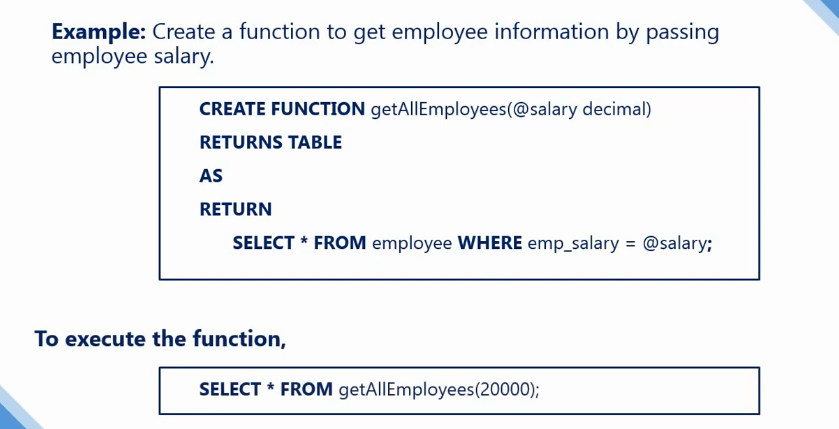 Example: Create a function to get employee information by passing
employee salary.
CREATE FUNCTION getAllEmployees(@salary decimal)
RETURNS TABLE
AS
RETURN
SELECT * FROM employee WHERE emp_salary = @salary;
To execute the function,
SELECT * FROM getAllEmployees(20000);